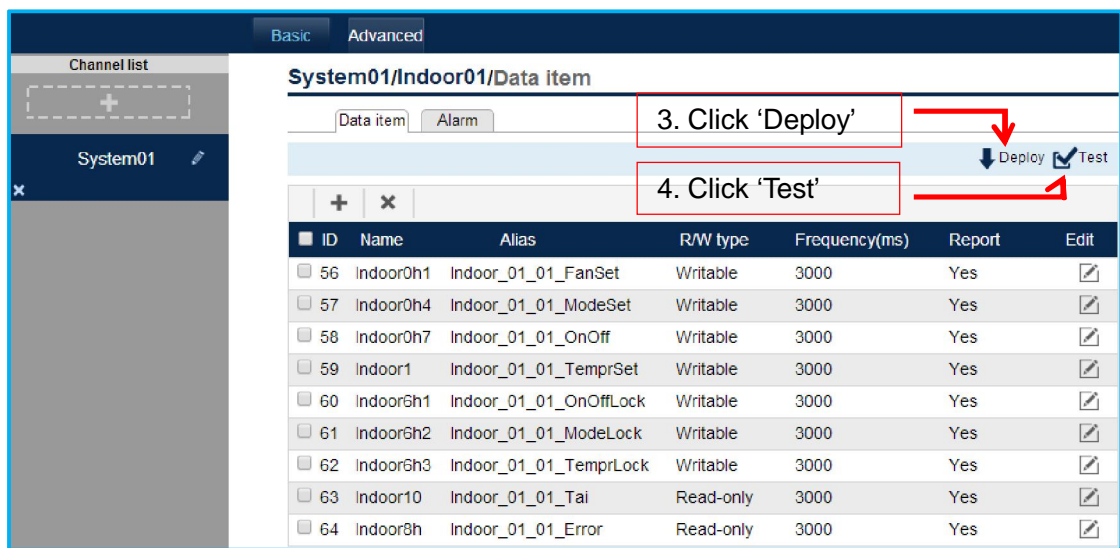 Basic Advanced
Channel list
System01/Indoor01/Data item
Data item Alarm
3. Click ‘Deploy’
System01
Deploy Test
4. Click ‘Test’
ID Name Alias R/W type Frequency(ms) Report Edit
56 Indoor0h1 Indoor_01_01_FanSet Writable 3000 Yes
57 Indoor0h4 Indoor_01_01_ModeSet Writable 3000 Yes
58 Indoor0h7 Indoor_01_01_OnOff Writable 3000 Yes
59 Indoor1 Indoor_01_01_TemprSet Writable 3000 Yes
60 Indoor6h1 Indoor_01_01_OnOffLock Writable 3000 Yes
61 Indoor6h2 Indoor_01_01_ModeLock Writable 3000 Yes
62 Indoor6h3 Indoor_01_01_TemprLock Writable 3000 Yes
63 Indoor10 Indoor_01_01_Tai Read-only 3000 Yes
64 Indoor8h Indoor_01_01_Error Read-only 3000 Yes